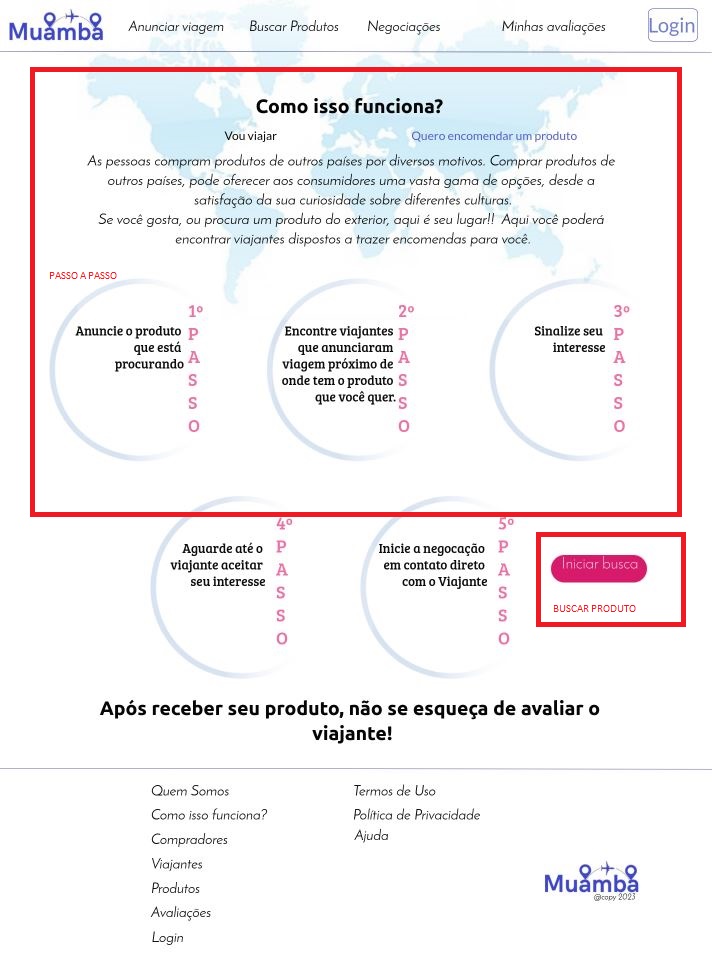 Muamba
Anunciar viagem
Buscar Produtos
Negociações
Minhas avaliações
Login
Como isso funciona?
Vou viajar
Quero encomendar um produto
As pessoas compram produtos de outros países por diversos motivos. Comprar produtos de
outros países, pode oferecer aos consumidores uma vasta gama de opções, desde a
satisfação da sua curiosidade sobre diferentes culturas.
Se você gosta, ou procura um produto do exterior, aqui é seu lugar!! Aqui você poderá
encontrar viajantes dispostos a trazer encomendas para você.
PASSO A PASSO
1º PASSO
Anuncie o produto
que está
procurando
2º PASSO
Encontre viajantes
que anunciaram
viagem próximo de
onde tem o produto
que você quer.
3º PASSO
Sinalize seu
interesse
4º PASSO
Aguarde até o
viajante aceitar
seu interesse
5º PASSO
Inicie a negocação
em contato direto
com o Viajante
Iniciar busca
BUSCAR PRODUTO
Após receber seu produto, não se esqueça de avaliar o
viajante!
Quem Somos
Como isso funciona?
Compradores
Viajantes
Produtos
Avaliações
Login
Termos de Uso
Política de Privacidade
Ajuda
Muamba
@copy 2023